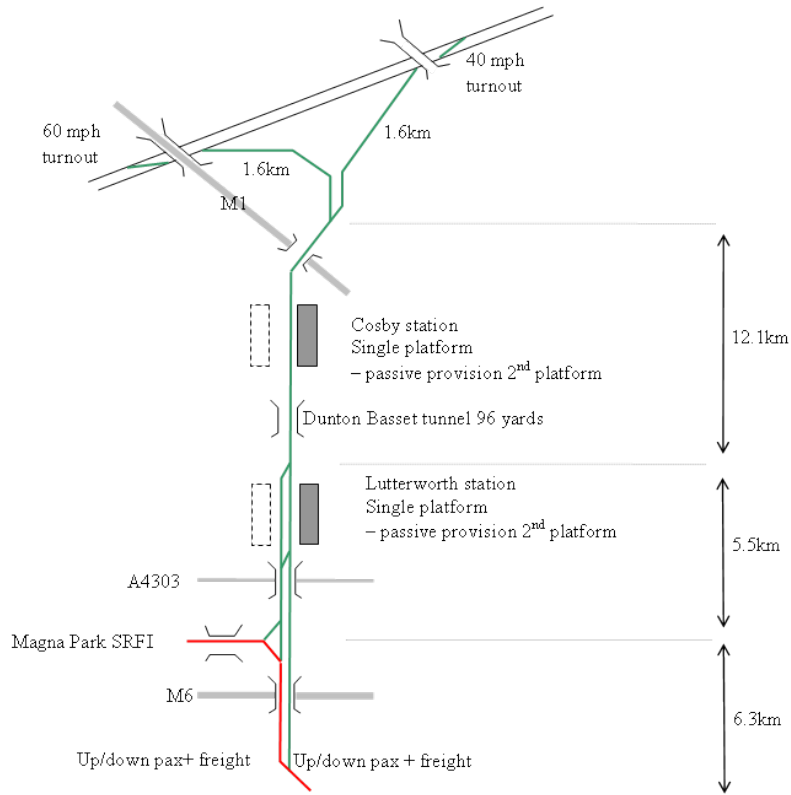 40 mph
turnout
60 mph
turnout
1.6km
1.6km
M1
Cosby station
Single platform
– passive provision 2nd platform
12.1km
Dunton Basset tunnel 96 yards
Lutterworth station
Single platform
– passive provision 2nd platform
5.5km
A4303
Magna Park SRFI
M6
6.3km
Up/down pax+ freight
Up/down pax + freight